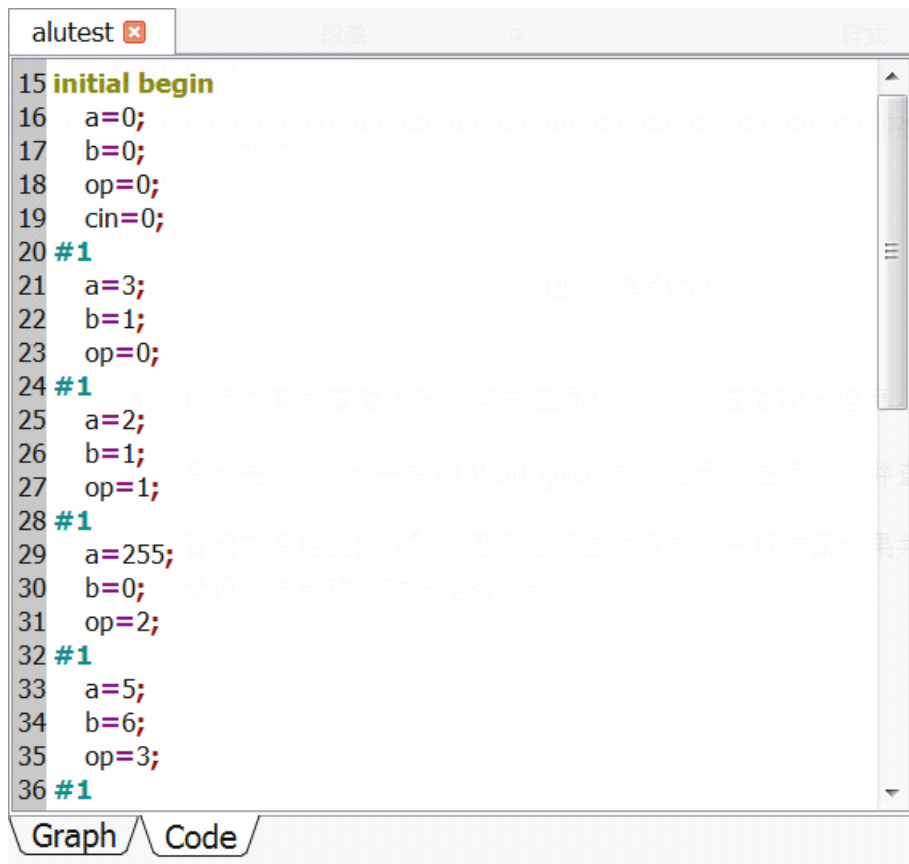 alutest
15 initial begin
16 a=0;
17 b=0;
18 op=0;
19 cin=0;
20 #1
21 a=3;
22 b=1;
23 op=0;
24 #1
25 a=2;
26 b=1;
27 op=1;
28 #1
29 a=255;
30 b=0;
31 op=2;
32 #1
33 a=5;
34 b=6;
35 op=3;
36 #1
Graph Code